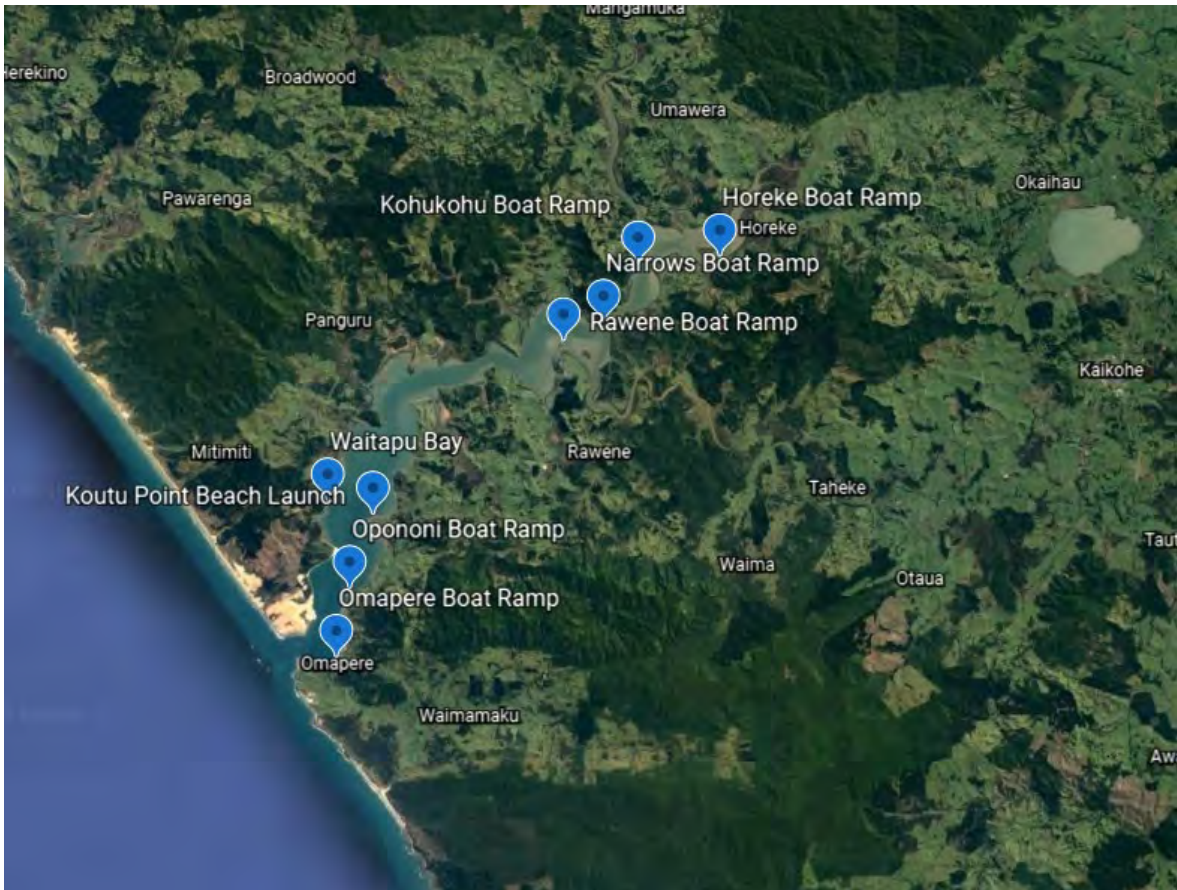 Mangamuka
Herekino
Broadwood
Umawera
Okaihau
Pawarenga
Kohukohu Boat Ramp
Horeke Boat Ramp
Horeke
Narrows Boat Ramp
Panguru
Rawene Boat Ramp
Kaikohe
Waitapu Bay
Mitimiti
Rawene
Koutu Point Beach Launch
Taheke
Opononi Boat Ramp
Taut
Waima
Otaua
Omapere Boat Ramp
Omapere
Waimamaku
Awa